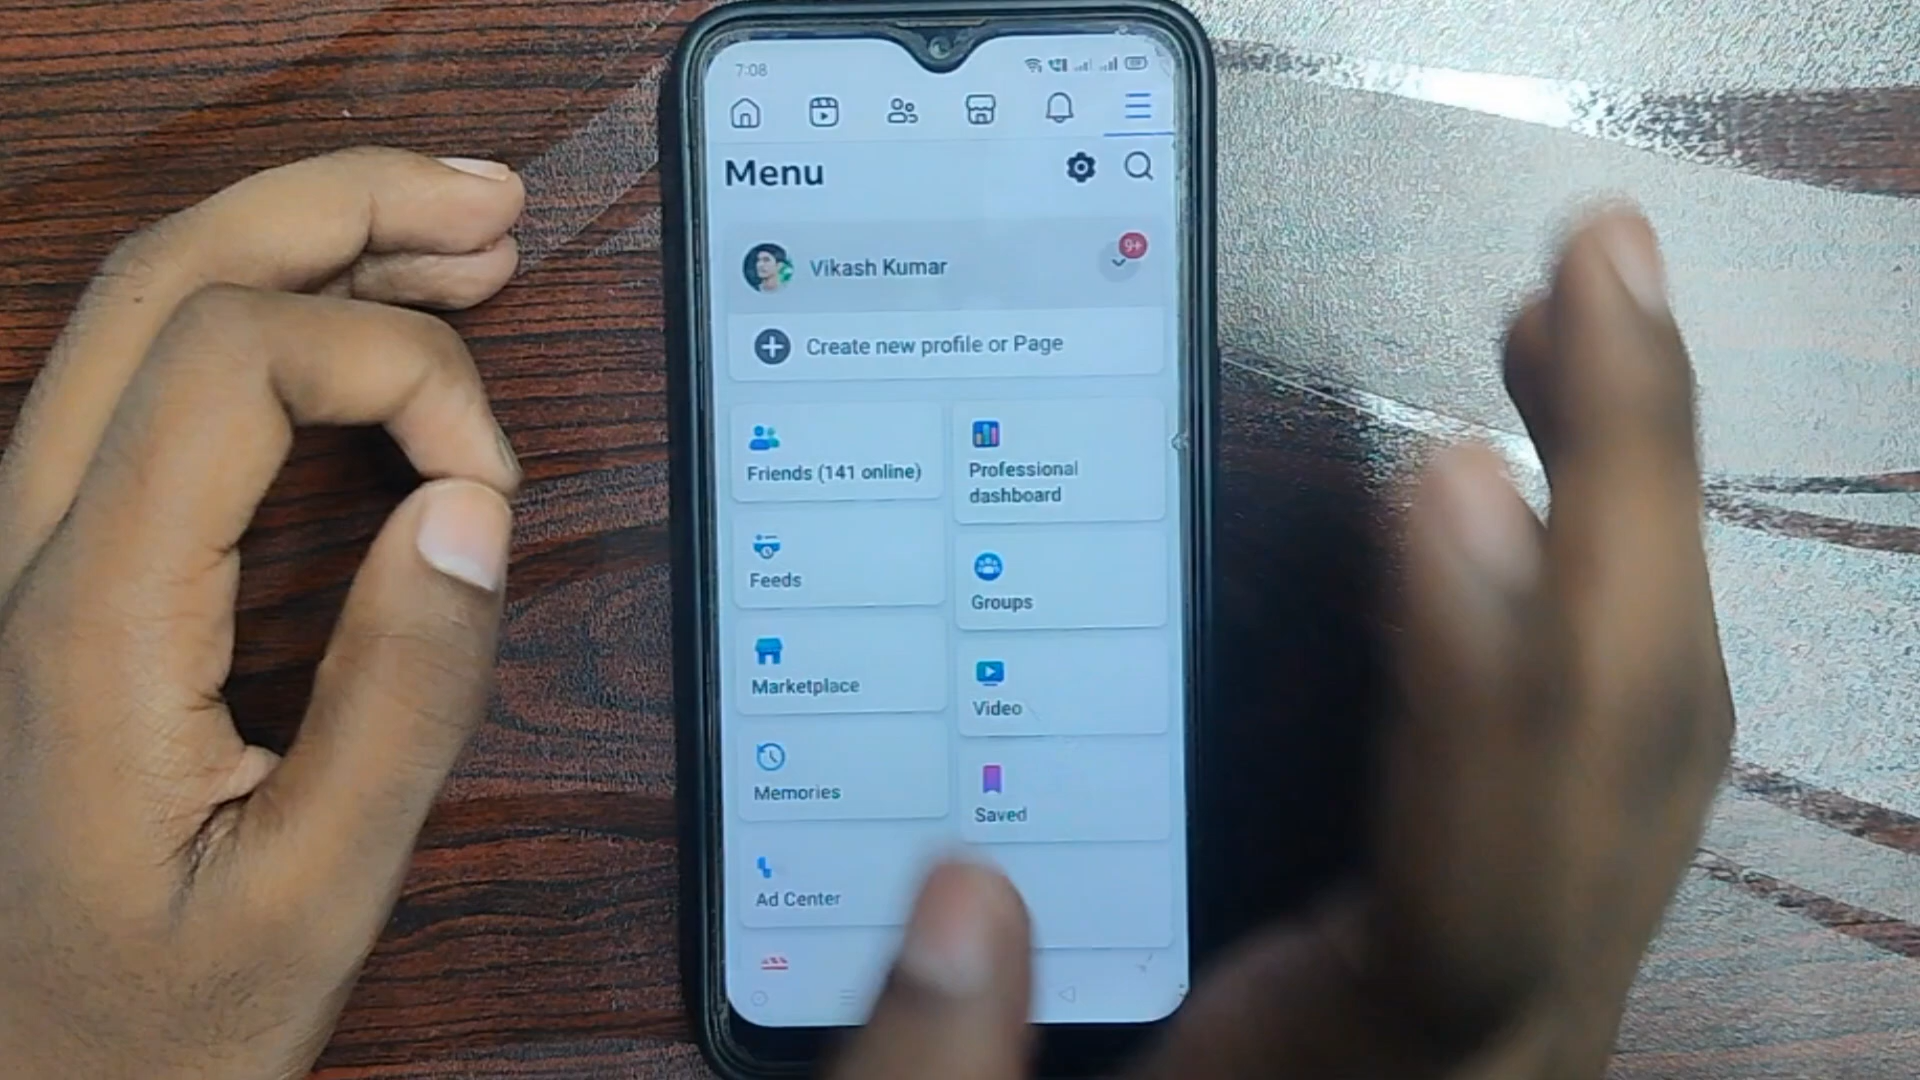 7:08
Menu
Vikash Kumar
9+
Create new profile or Page
Friends (141 online)
Professional
dashboard
Feeds
Groups
Marketplace
Video
Memories
Saved
Ad Center